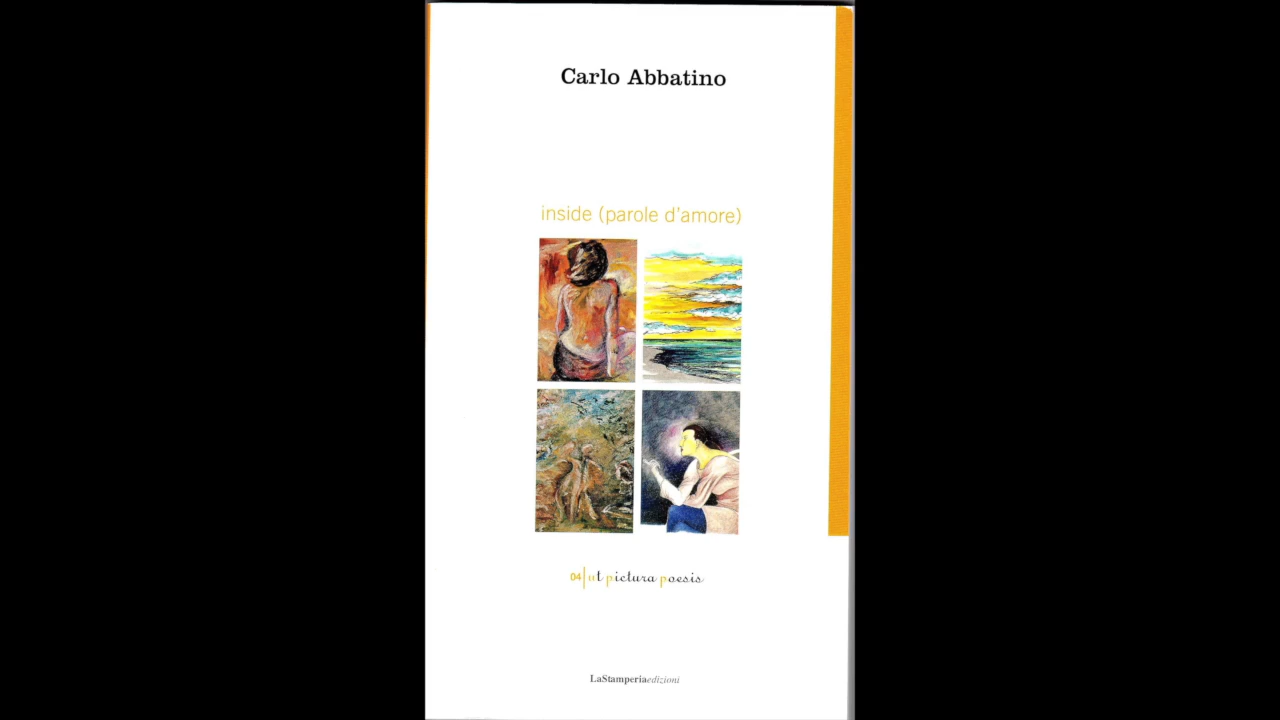 Carlo Abbatino
inside (parole d'amore)
04 ut pictura poesis
LaStamperiaedizioni